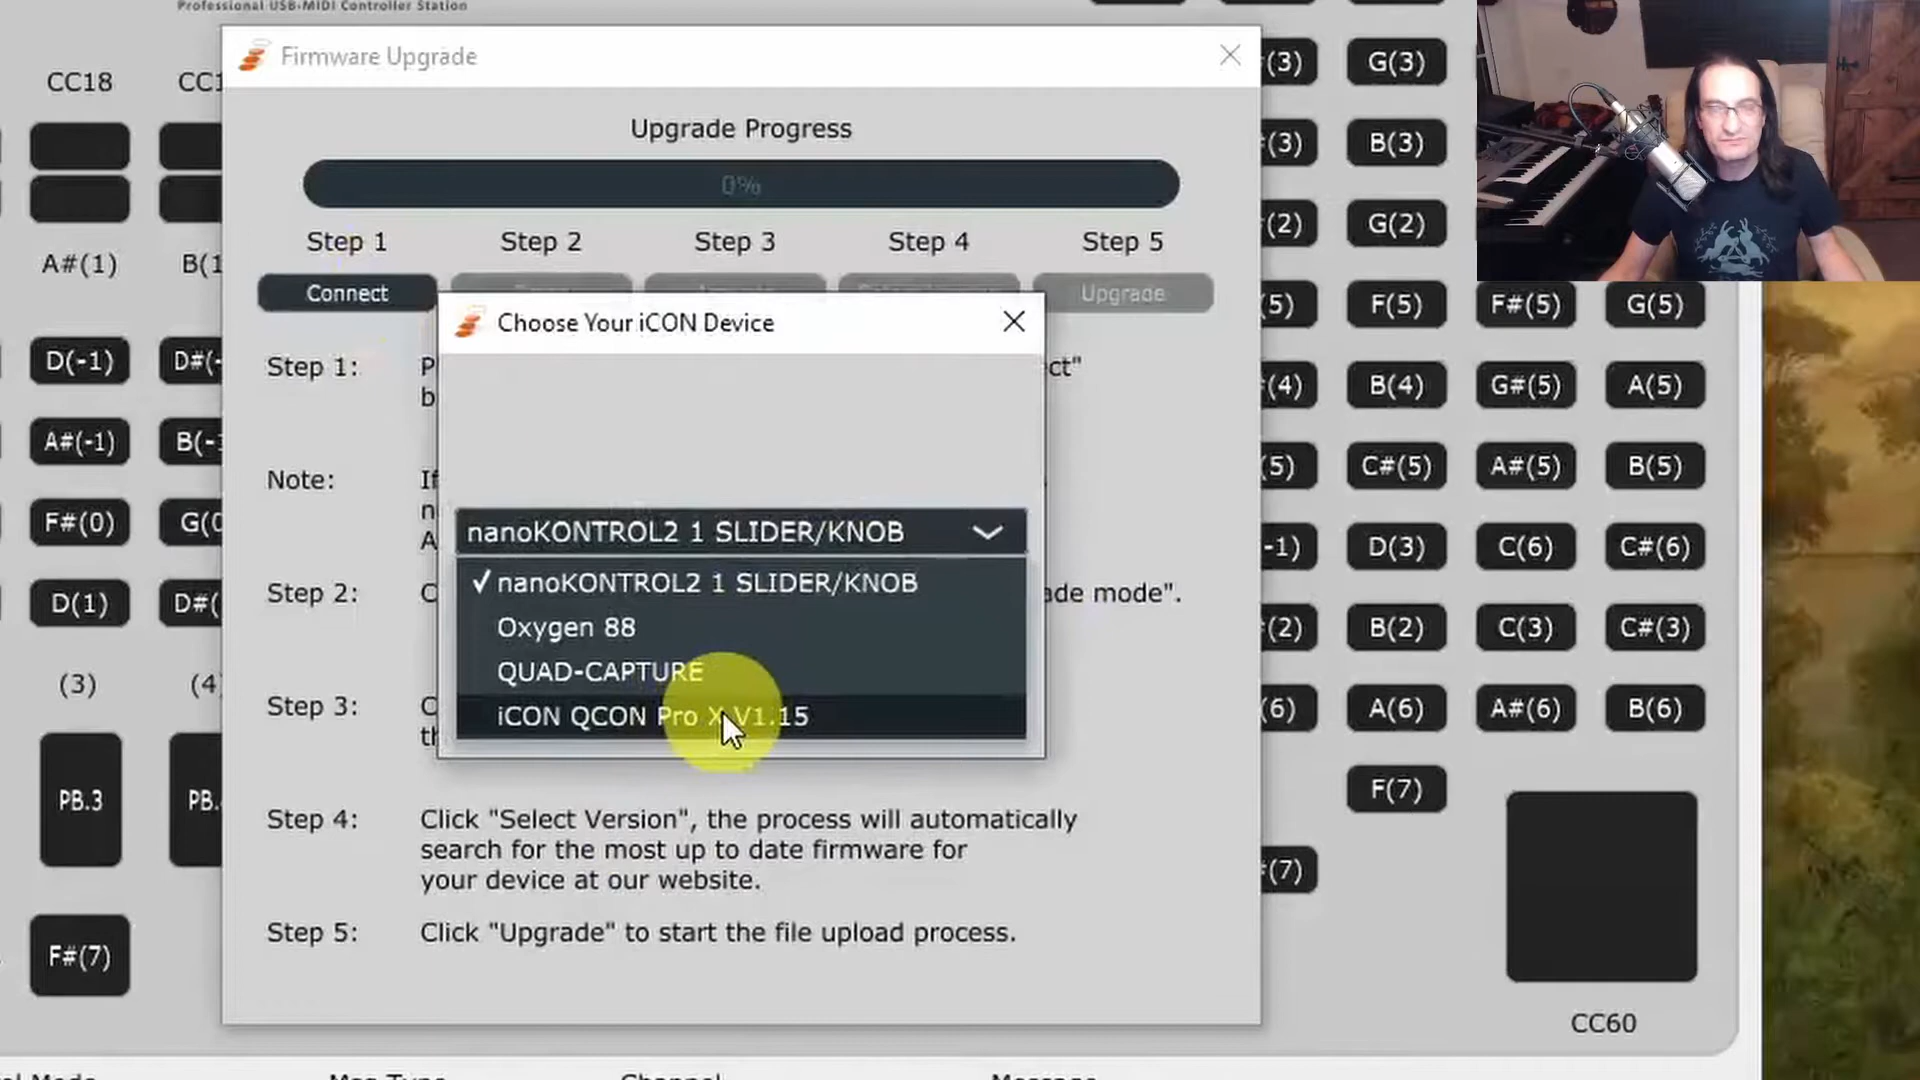 Professional USB-MIDI Controller Station
Firmware Upgrade
CC18
Upgrade Progress
0%
Step 1 Step 2 Step 3 Step 4 Step 5
Connect
Upgrade
Choose Your iCON Device
Step 1:
Note:
Step 2:
Step 3:
nanoKONTROL2 1 SLIDER/KNOB
✓ nanoKONTROL2 1 SLIDER/KNOB
Oxygen 88
QUAD-CAPTURE
iCON QCON Pro X V1.15
ade mode".
Step 4: Click "Select Version", the process will automatically
search for the most up to date firmware for
your device at our website.
Step 5: Click "Upgrade" to start the file upload process.
A#(1)
D(-1)
A#(-1)
F#(0)
D(1)
(3)
PB.3
F#(7)
G(3)
B(3)
G(2)
F(5) F#(5) G(5)
B(4) G#(5) A(5)
C#(5) A#(5) B(5)
D(3) C(6) C#(6)
B(2) C(3) C#(3)
A(6) A#(6) B(6)
F(7)
CC60